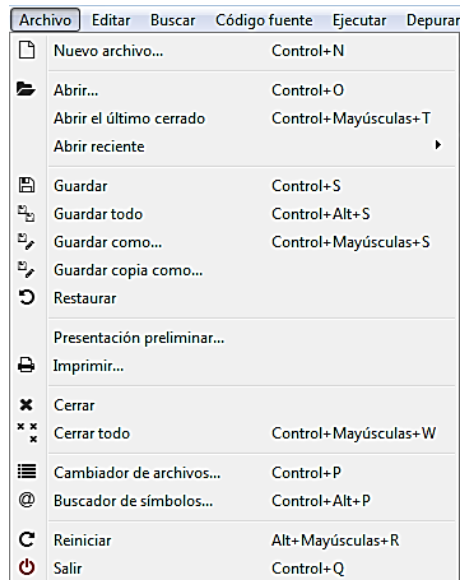 Archivo Editar Buscar Código fuente Ejecutar Depurar
Nuevo archivo... Control+N
Abrir... Control+O
Abrir el último cerrado Control+Mayúsculas+T
Abrir reciente
Guardar Control+S
Guardar todo Control+Alt+S
Guardar como... Control+Mayúsculas+S
Guardar copia como...
Restaurar
Presentación preliminar...
Imprimir...
Cerrar
Cerrar todo Control+Mayúsculas+W
Cambiador de archivos... Control+P
@ Buscador de símbolos... Control+Alt+P
Reiniciar Alt+Mayúsculas+R
Salir Control+Q